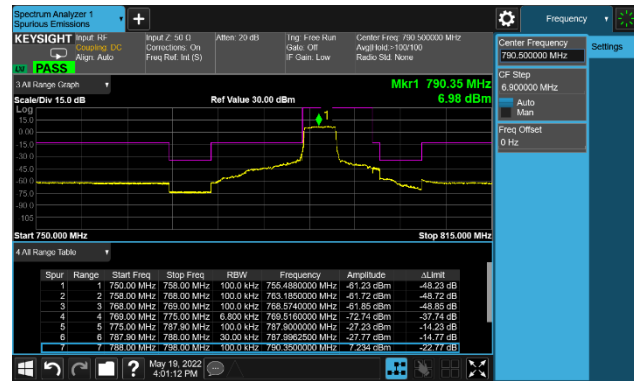 Spectrum Analyzer 1
Spurious Emissions
Frequency
KEYSIGHT Input: RF Input Z: 50 Ω Atten: 20 dB Trig: Free Run Center Freq: 790.500000 MHz
Coupling: DC Corrections: On Gate: Off Avg|Hold:>100/100
Align: Auto Freq Ref: Int (S) IF Gain: Low Radio Std: None
PASS
Center Frequency
790.500000 MHz
Settings
CF Step
6.900000 MHz
Auto
Man
Freq Offset
0 Hz
3 All Range Graph
Mkr1 790.35 MHz
Scale/Div 15.0 dB Ref Value 30.00 dBm 6.98 dBm
Log
15.0
0.00
-15.0
-30.0
-45.0
-60.0
-75.0
-90.0
-105
1
Start 750.000 MHz Stop 815.000 MHz
4 All Range Table
Spur Range Start Freq Stop Freq RBW Frequency Amplitude ΔLimit
1 1 750.00 MHz 758.00 MHz 100.0 kHz 755.4880000 MHz -61.23 dBm -48.23 dB
2 2 758.00 MHz 768.00 MHz 100.0 kHz 763.1850000 MHz -61.72 dBm -48.72 dB
3 3 768.00 MHz 769.00 MHz 100.0 kHz 768.5740000 MHz -61.85 dBm -48.85 dB
4 4 769.00 MHz 775.00 MHz 6.800 kHz 769.5160000 MHz -72.74 dBm -37.74 dB
5 5 775.00 MHz 787.90 MHz 100.0 kHz 787.9000000 MHz -27.23 dBm -14.23 dB
6 6 787.90 MHz 788.00 MHz 30.00 kHz 787.9962500 MHz -27.77 dBm -14.77 dB
7 7 788.00 MHz 798.00 MHz 100.0 kHz 790.3500000 MHz 7.234 dBm -22.77 dB
May 19, 2022
4:01:12 PM